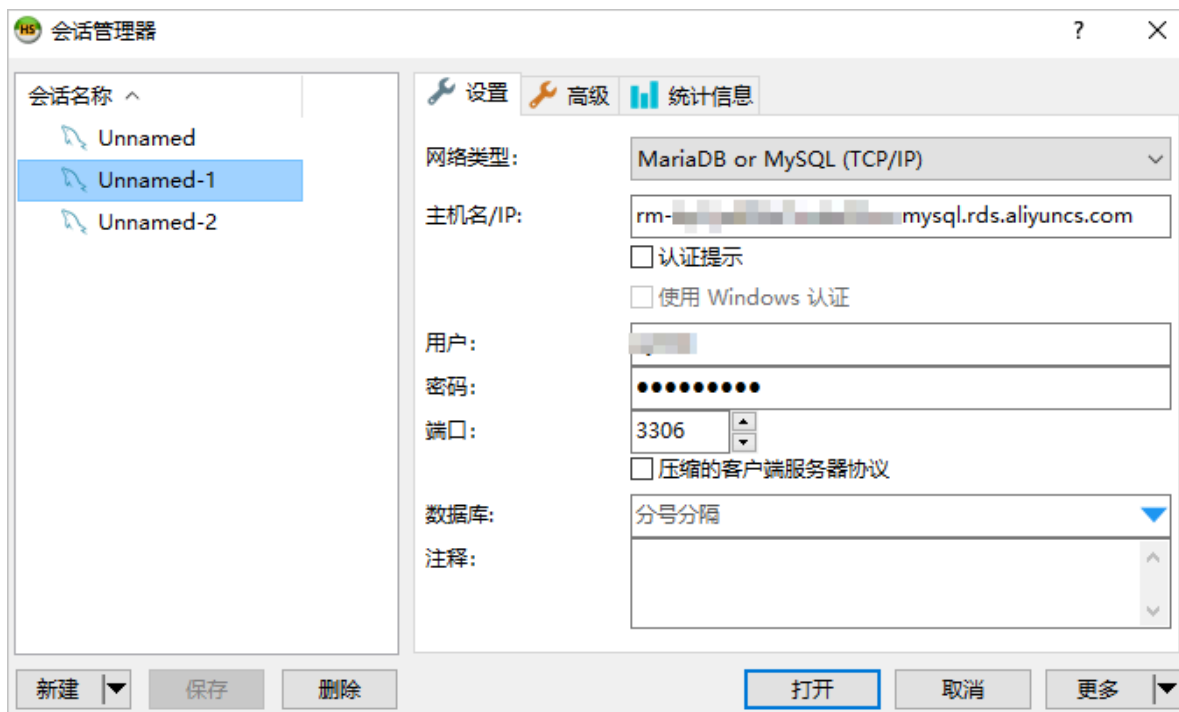 HS 会话管理器
会话名称
Unnamed
Unnamed-1
Unnamed-2
设置 高级 统计信息
网络类型: MariaDB or MySQL (TCP/IP)
主机名/IP: rm- mysql.rds.aliyuncs.com
认证提示
使用 Windows 认证
用户:
密码: ●●●●●●●●●
端口: 3306
压缩的客户端服务器协议
数据库: 分号分隔
注释:
新建 保存 删除 打开 取消 更多